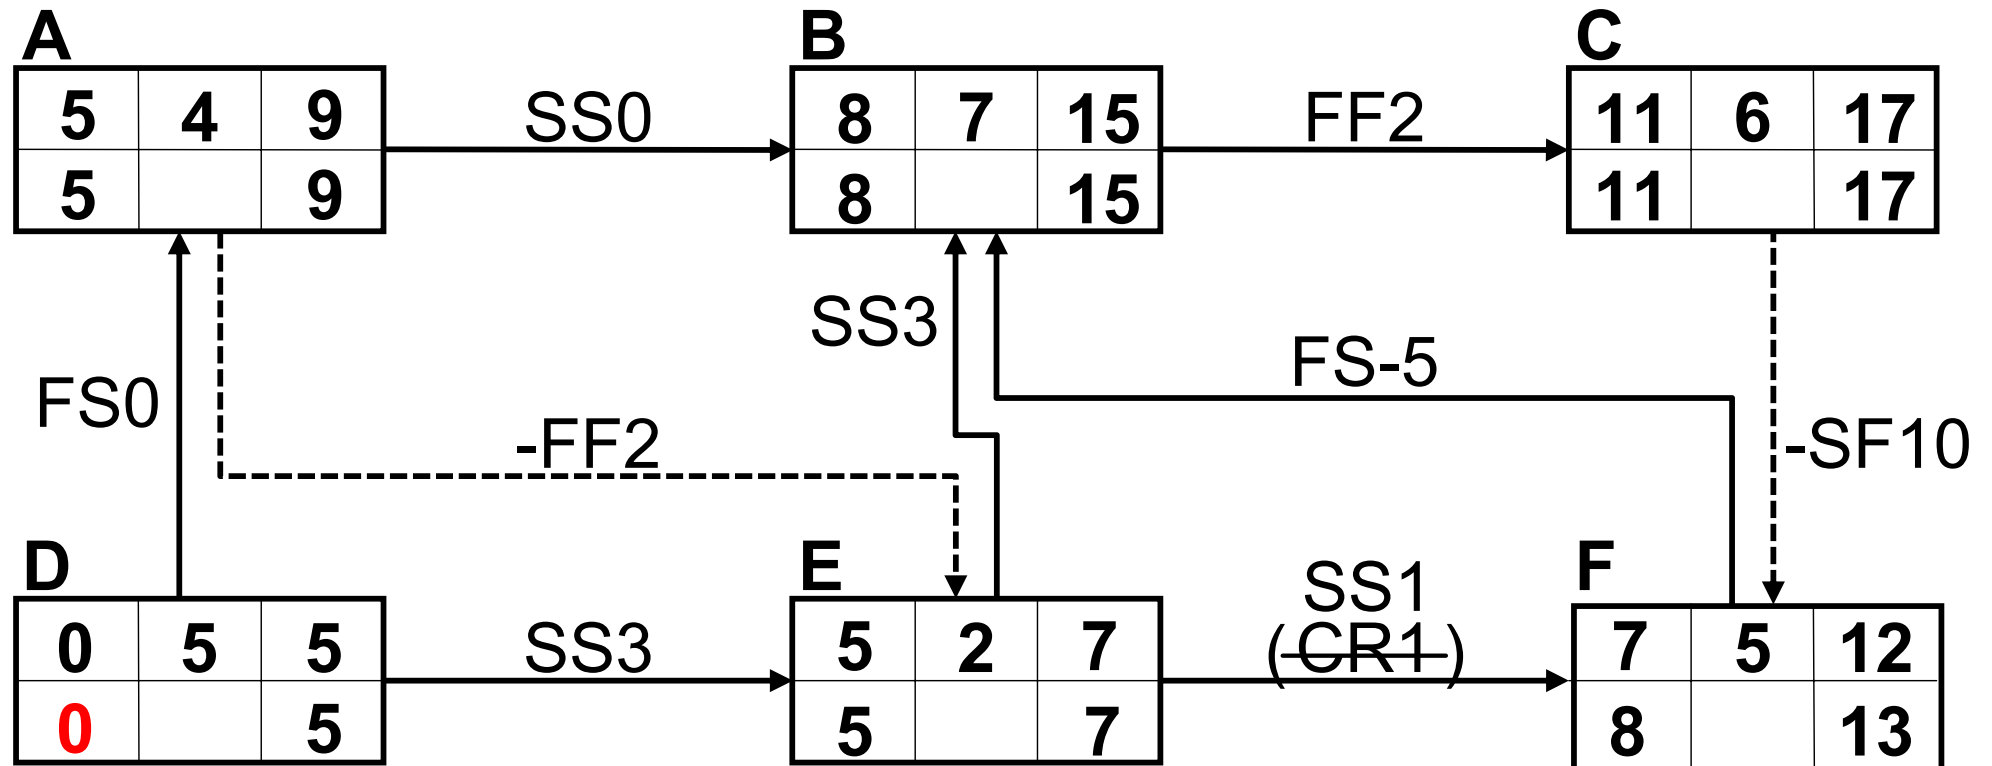 A B C
5 4 9 8 7 15 11 6 17
5 9 8 15 11 17
SS0 FF2
SS3
FS-5
FS0
-FF2 -SF10
D E F
0 5 5 5 2 7 7 5 12
0 5 5 7 8 13
SS3
SS1
(CR1)